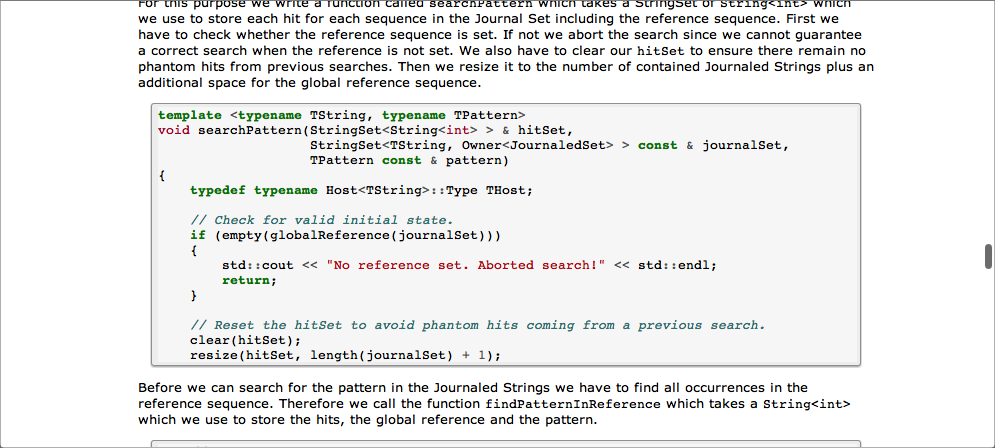 For this purpose we write a function called searchPattern which takes a StringSet of String<int> which
we use to store each hit for each sequence in the Journal Set including the reference sequence. First we
have to check whether the reference sequence is set. If not we abort the search since we cannot guarantee
a correct search when the reference is not set. We also have to clear our hitSet to ensure there remain no
phantom hits from previous searches. Then we resize it to the number of contained Journaled Strings plus an
additional space for the global reference sequence.
template <typename TString, typename TPattern>
void searchPattern(StringSet<String<int> > & hitSet,
                   StringSet<TString, Owner<JournaledSet> > const & journalSet,
                   TPattern const & pattern)
{
    typedef typename Host<TString>::Type THost;
    // Check for valid initial state.
    if (empty(globalReference(journalSet)))
    {
        std::cout << "No reference set. Aborted search!" << std::endl;
        return;
    }
    // Reset the hitSet to avoid phantom hits coming from a previous search.
    clear(hitSet);
    resize(hitSet, length(journalSet) + 1);
Before we can search for the pattern in the Journaled Strings we have to find all occurrences in the
reference sequence. Therefore we call the function findPatternInReference which takes a String<int>
which we use to store the hits, the global reference and the pattern.